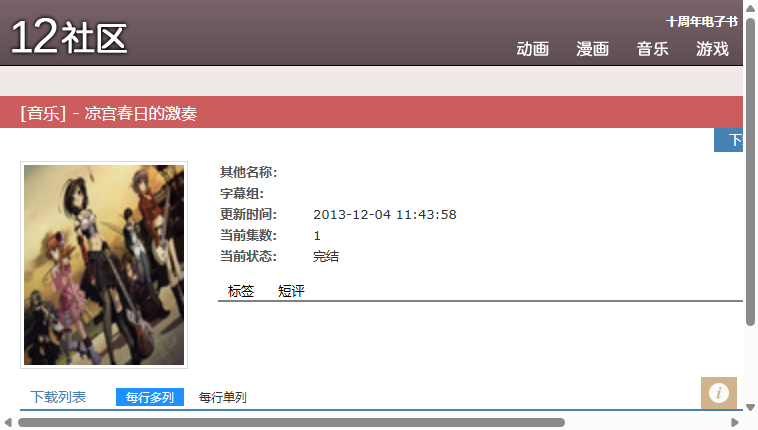 十周年电子书
12社区
动画 漫画 音乐 游戏
[音乐] - 凉宫春日的激奏
下
其他名称:
字幕组:
更新时间: 2013-12-04 11:43:58
当前集数: 1
当前状态: 完结
标签 短评
下载列表 每行多列 每行单列
i